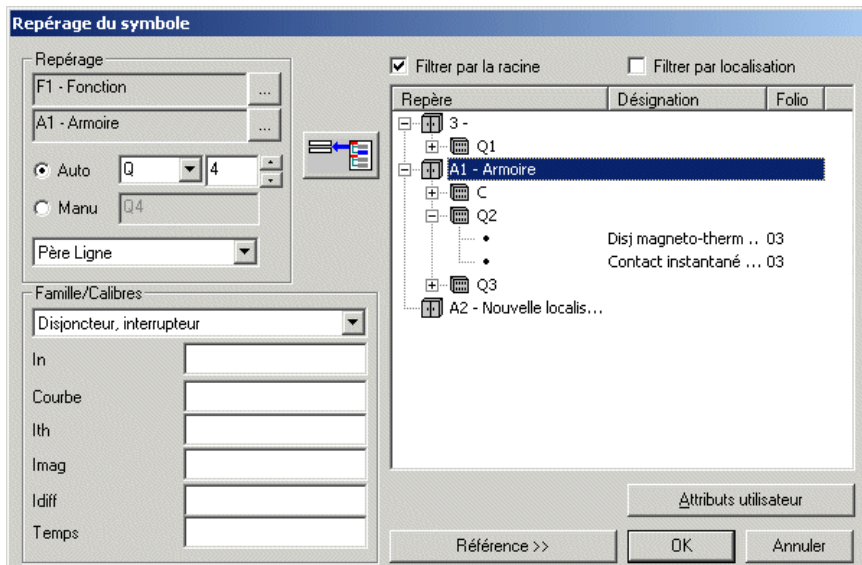 Repérage du symbole
Repérage
F1 - Fonction
...
A1 - Armoire
...
Auto
Q
4
Manu
Q4
Père Ligne
Famille/Calibres
Disjoncteur, interrupteur
In
Courbe
Ith
Imag
Idiff
Temps
Filtrer par la racine
Filtrer par localisation
Repère Désignation Folio
3 -
Q1
A1 - Armoire
C
Q2
Disj magneto-therm .. 03
Contact instantané ... 03
Q3
A2 - Nouvelle localis...
Attributs utilisateur
Référence >>
OK
Annuler